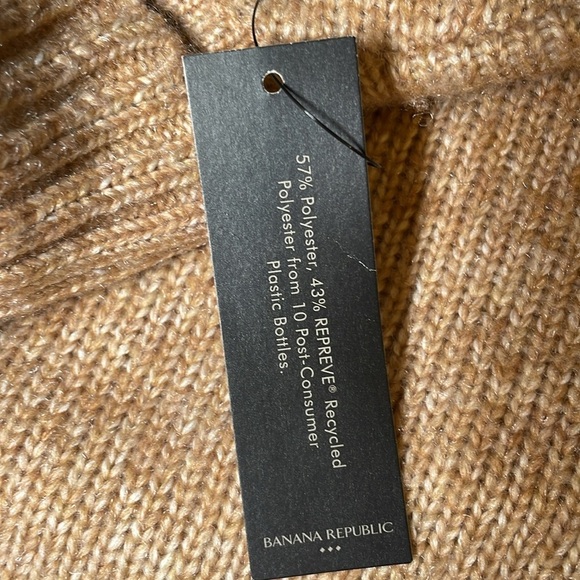 57% Polyester, 43% REPREVE® Recycled
Polyester from 10 Post-Consumer
Plastic Bottles.
BANANA REPUBLIC